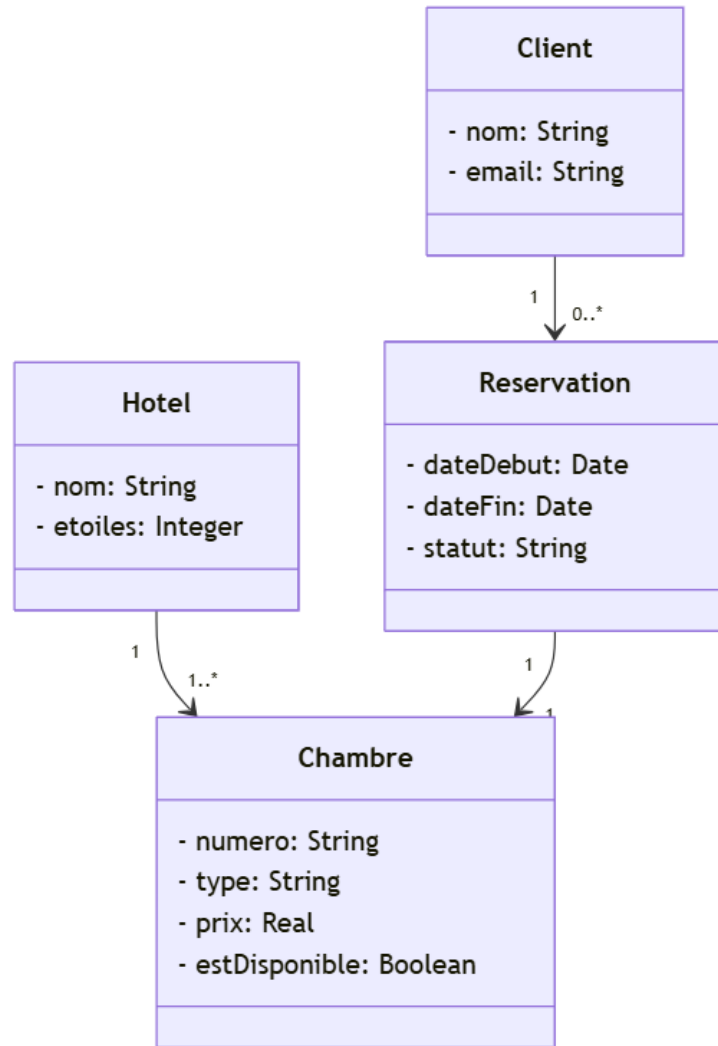 Client
- nom: String
- email: String
1
0..*
Hotel
- nom: String
- etoiles: Integer
Reservation
- dateDebut: Date
- dateFin: Date
- statut: String
1
1..*
1
1
Chambre
- numero: String
- type: String
- prix: Real
- estDisponible: Boolean